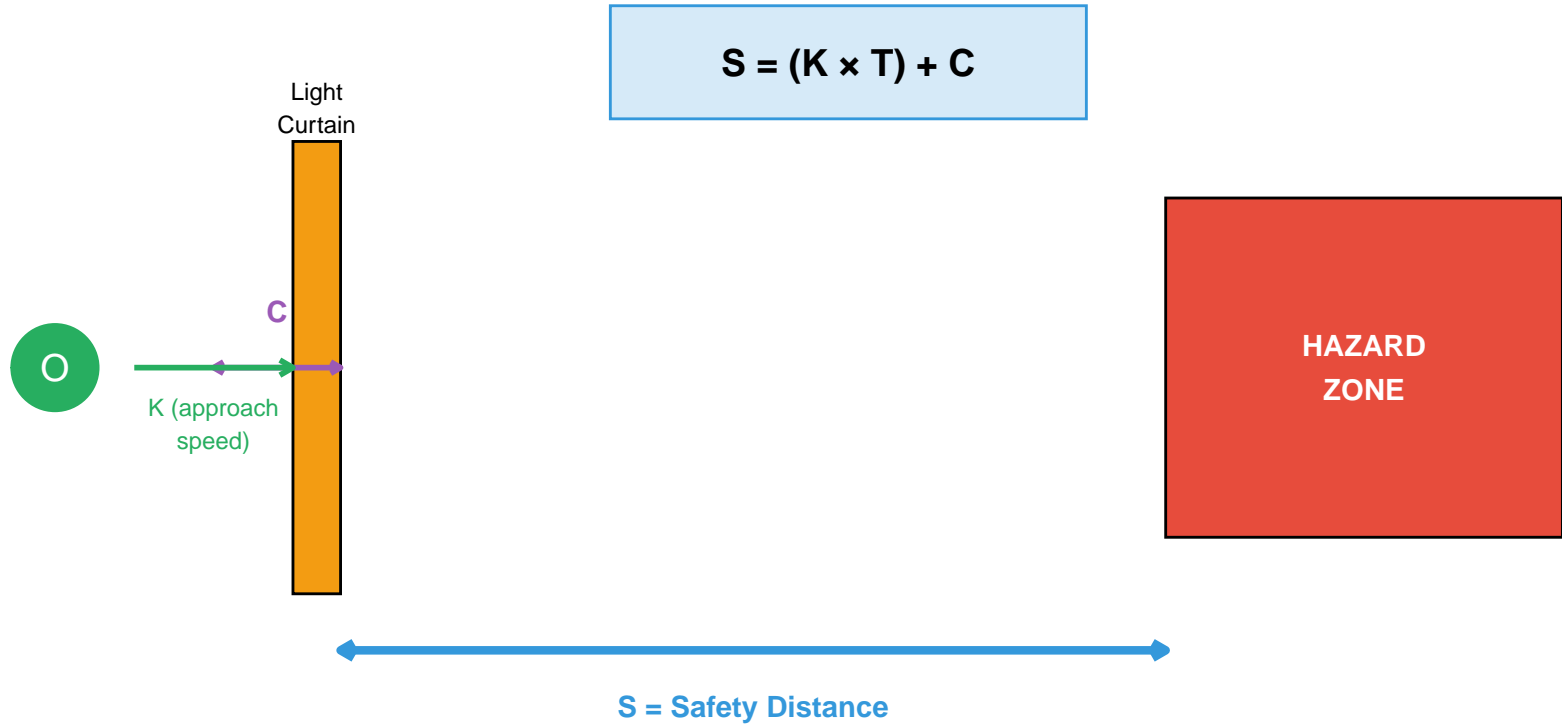 S = (K × T) + C
Light
Curtain
C
O
K (approach
speed)
HAZARD
ZONE
S = Safety Distance